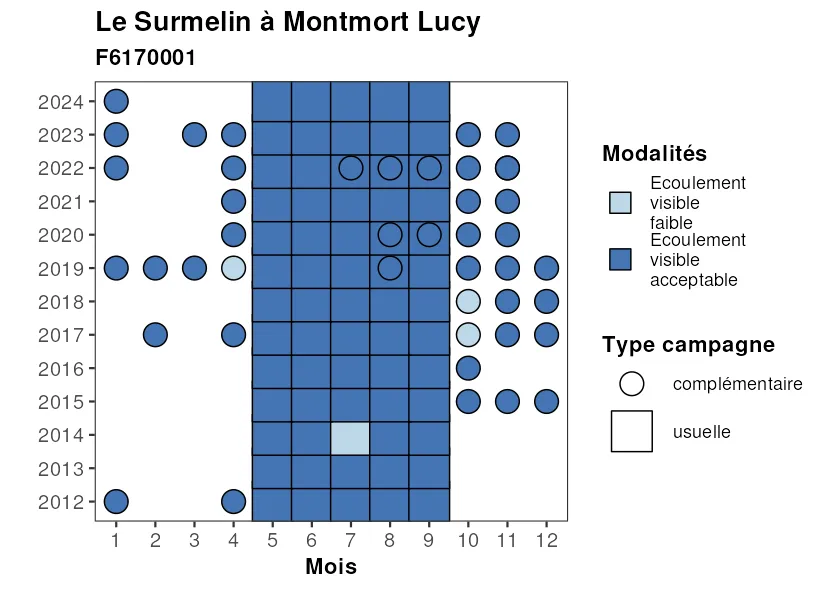 Le Surmelin à Montmort Lucy
F6170001
2024
2023
2022
2021
2020
2019
2018
2017
2016
2015
2014
2013
2012
1 2 3 4 5 6 7 8 9 10 11 12
Mois
Modalités
Ecoulement
visible
faible
Ecoulement
visible
acceptable
Type campagne
complémentaire
usuelle